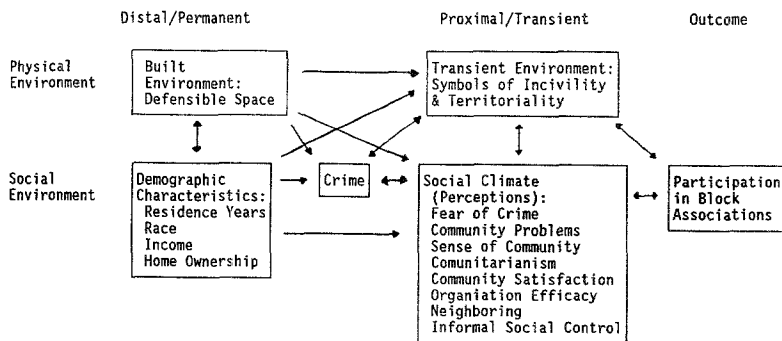 Distal/Permanent
Proximal/Transient
Outcome
Physical
Environment
Built
Environment:
Defensible Space
Transient Environment:
Symbols of Incivility
& Territoriality
Social
Environment
Demographic
Characteristics:
Residence Years
Race
Income
Home Ownership
Crime
Social Climate
(Perceptions):
Fear of Crime
Community Problems
Sense of Community
Comunitarianism
Community Satisfaction
Organiation Efficacy
Neighboring
Informal Social Control
Participation
in Block
Associations